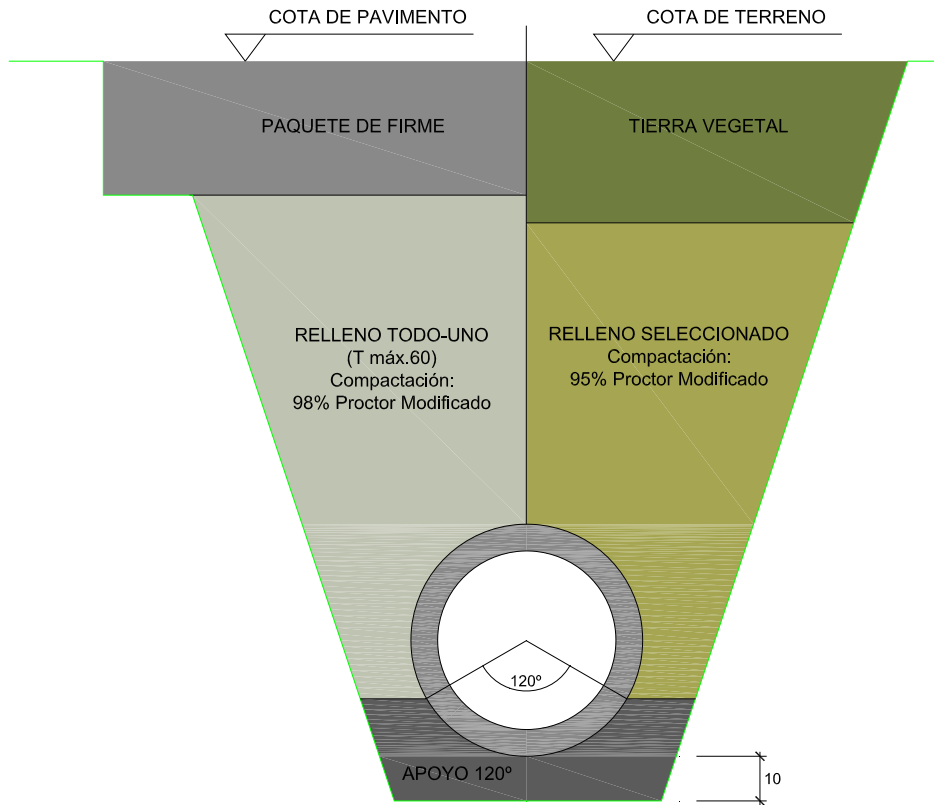 COTA DE PAVIMENTO
COTA DE TERRENO
PAQUETE DE FIRME
TIERRA VEGETAL
RELLENO TODO-UNO
(T máx.60)
Compactación:
98% Proctor Modificado
RELLENO SELECCIONADO
Compactación:
95% Proctor Modificado
120º
APOYO 120º
10